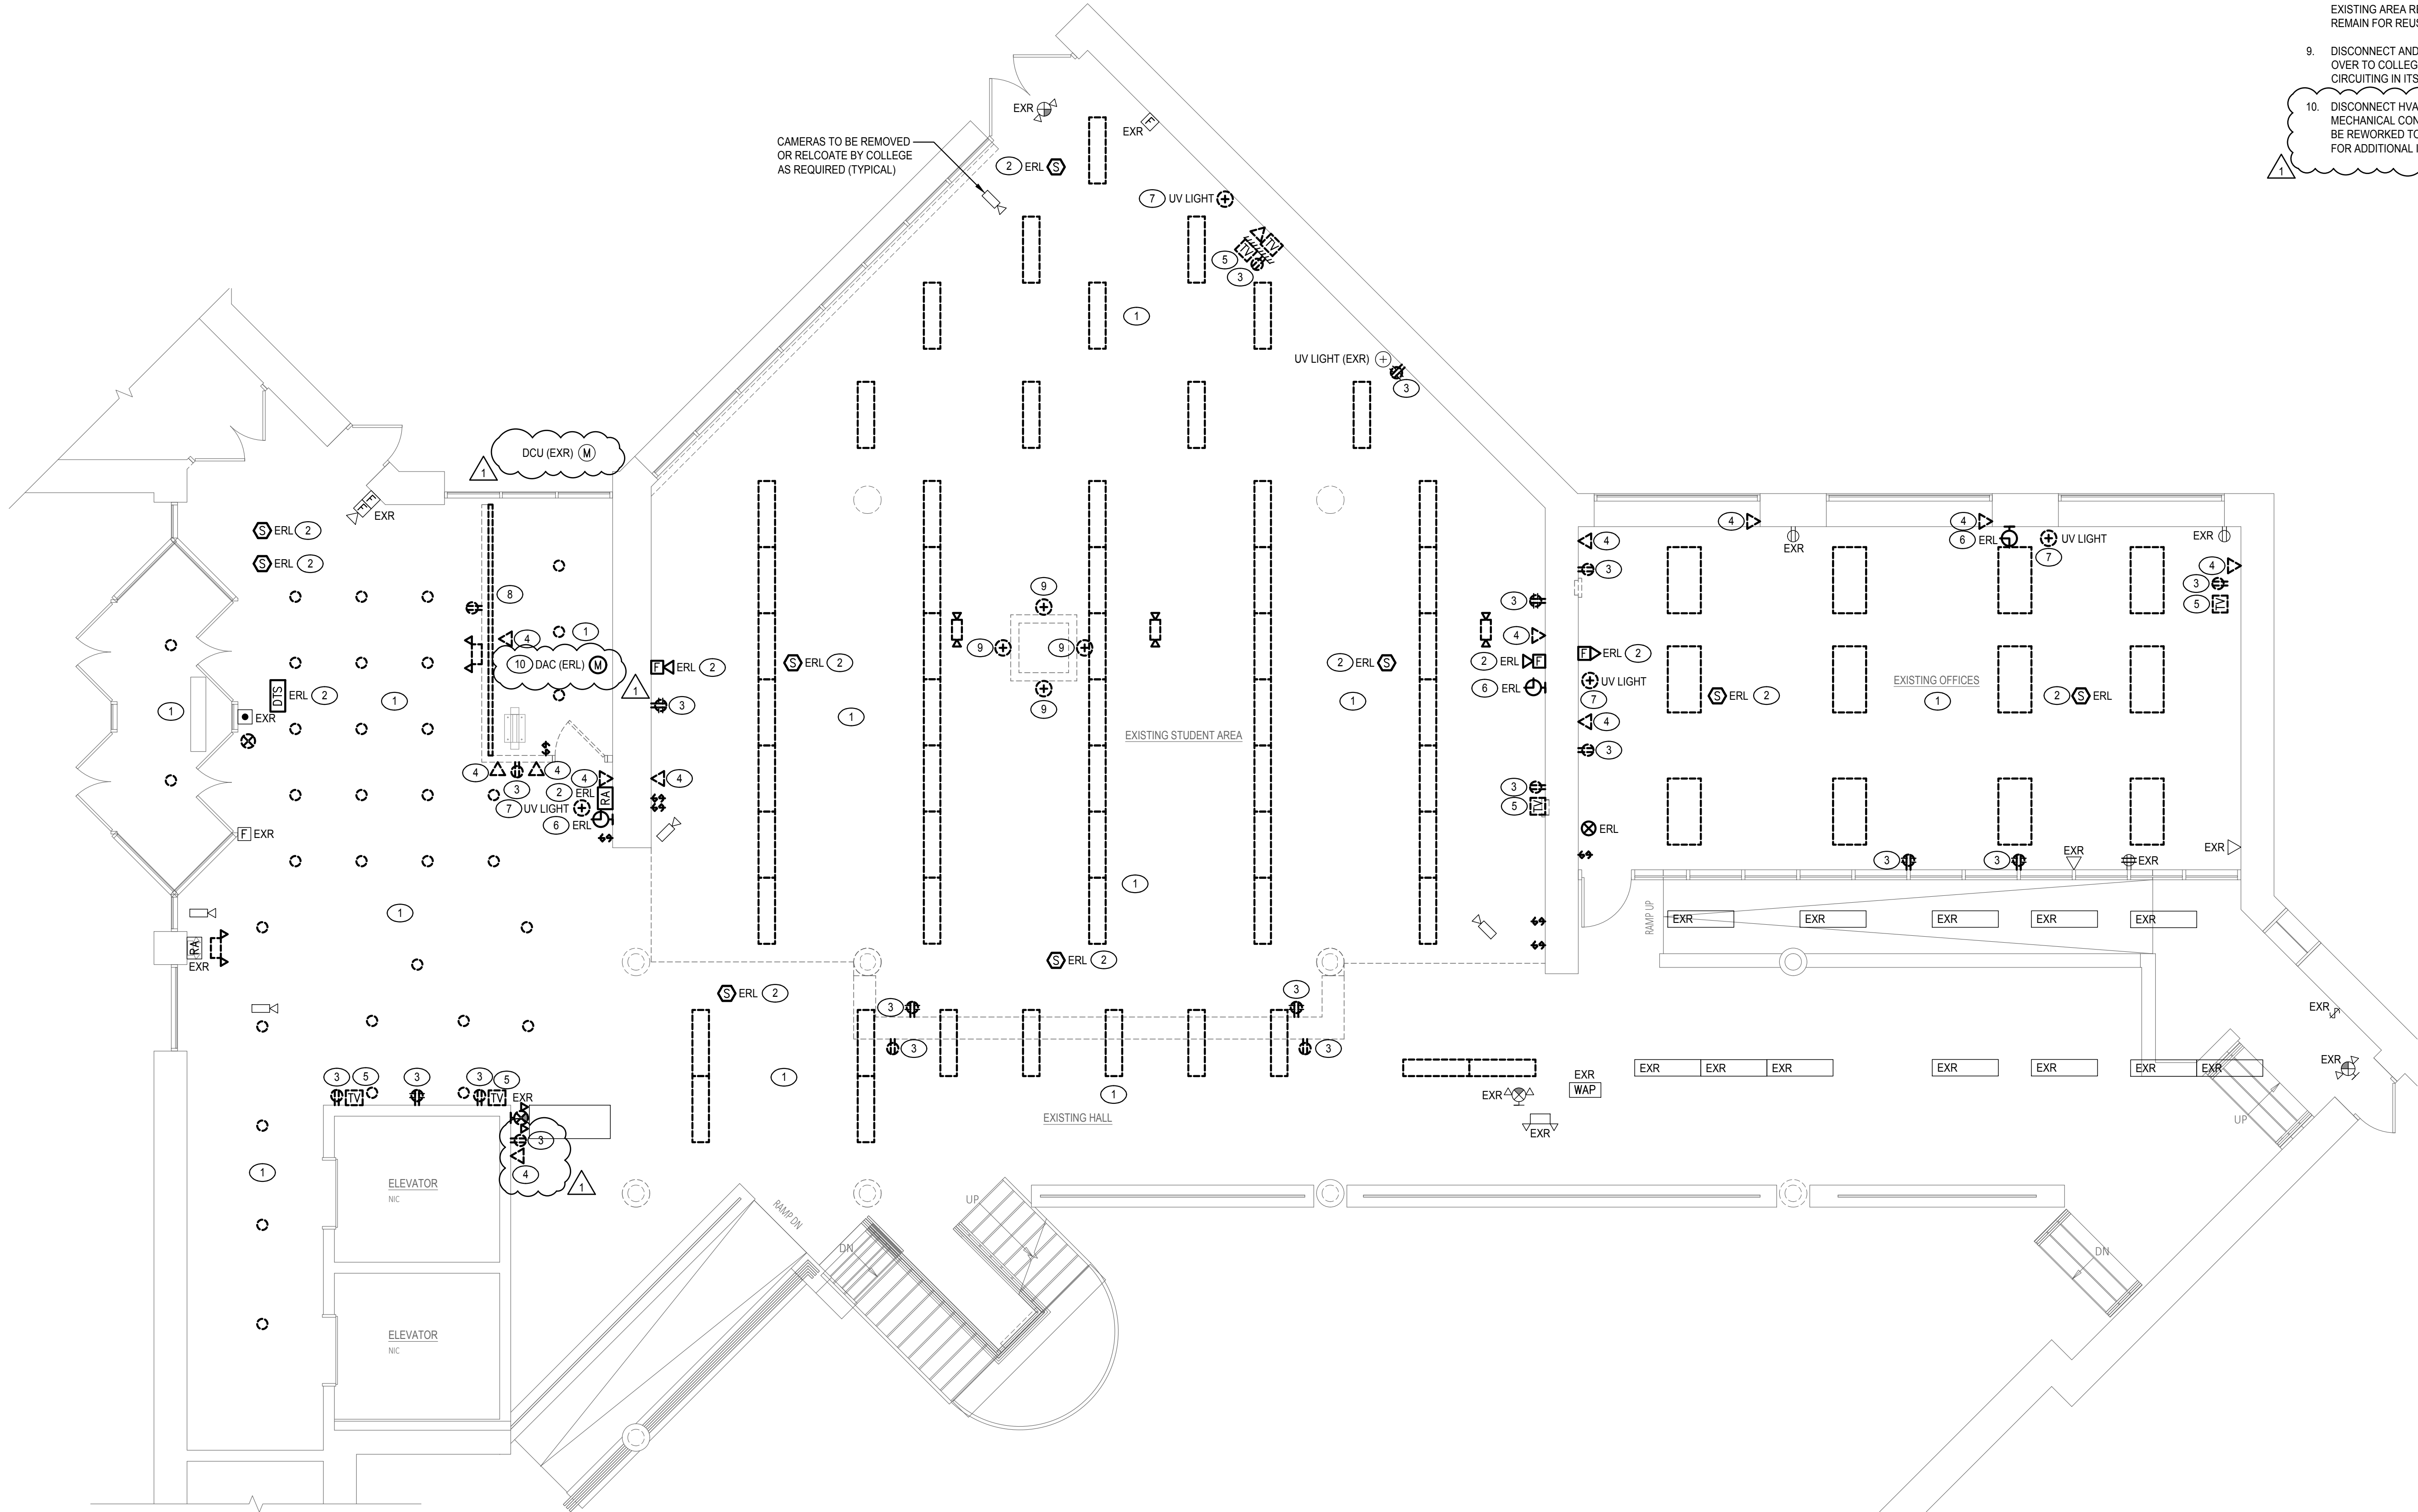 EXISTING AREA RE
REMAIN FOR REUS
9. DISCONNECT AND
OVER TO COLLEG
CIRCUITING IN ITS
10. DISCONNECT HVA
MECHANICAL CON
BE REWORKED TO
FOR ADDITIONAL I
1
EXR
EXR F
CAMERAS TO BE REMOVED
OR RELCOATE BY COLLEGE
AS REQUIRED (TYPICAL)
2 ERL S
7 UV LIGHT
TV
TV
5
3
1
UV LIGHT (EXR)
3
DCU (EXR) M
1
F
F
EXR
S ERL 2
S ERL 2
8
4 1
10 DAC (ERL) M
1
DTS ERL 2
1
1
EXR
F ERL 2
3
S ERL 2
9
9 9
9
2 ERL S
1
1
EXISTING STUDENT AREA
4 4
3
4 4
2 ERL RA
7 UV LIGHT
6 ERL
$
$
$
$
F EXR
1
1
RA
EXR
3
4
2 ERL F
6 ERL
3
5 TV
$
$
4
3
F ERL 2
UV LIGHT
7
4
3
ERL
$
4
EXR
4
6 ERL
UV LIGHT
7
EXR
4
3
5 TV
S ERL 2
EXISTING OFFICES
1
2 S ERL
3
3
EXR
EXR
EXR
RAMP UP
EXR EXR EXR EXR EXR
S ERL 2
S ERL 2
3
3
3
3
1
1
EXISTING HALL
EXR
EXR
EXR
WAP
EXR EXR EXR EXR EXR EXR EXR
EXR
EXR
UP
3 5 3 3 5
TV TV EXR
3
4
1
1
ELEVATOR
NIC
ELEVATOR
NIC
RAMP DN
DN
UP
DN